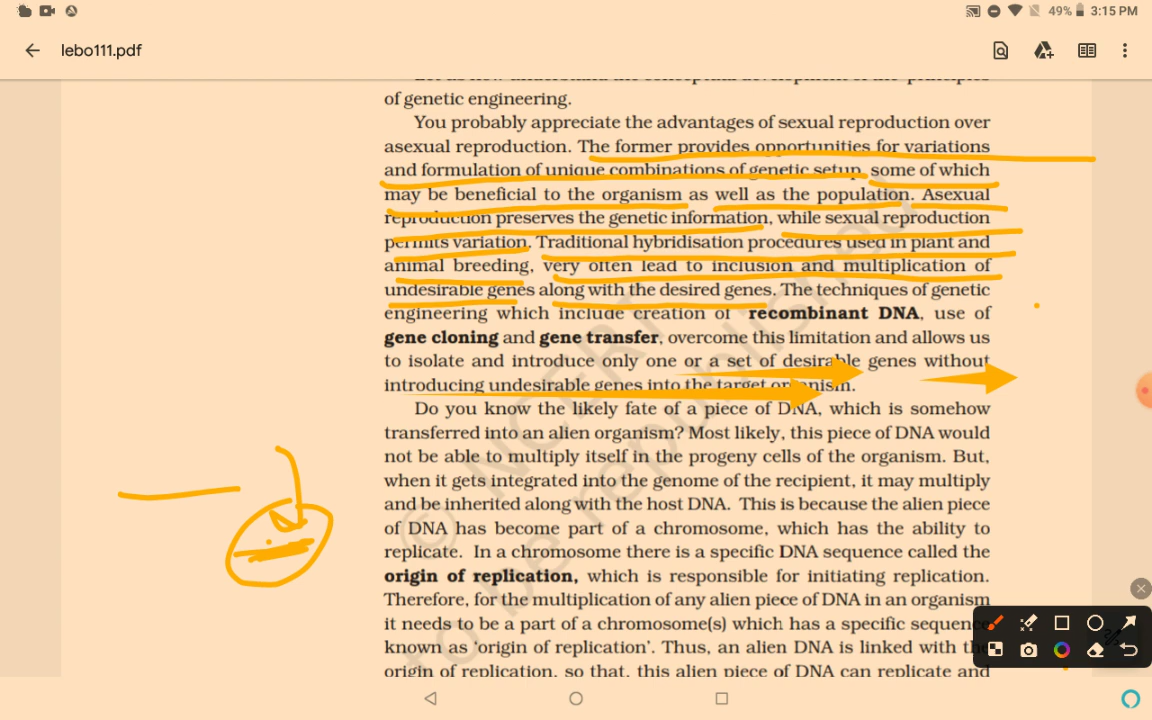 49% 3:15 PM
lebo111.pdf
of genetic engineering.
You probably appreciate the advantages of sexual reproduction over
asexual reproduction. The former provides opportunities for variations
and formulation of unique combinations of genetic setup, some of which
may be beneficial to the organism as well as the population. Asexual
reproduction preserves the genetic information, while sexual reproduction
permits variation. Traditional hybridisation procedures used in plant and
animal breeding, very often lead to inclusion and multiplication of
undesirable genes along with the desired genes. The techniques of genetic
engineering which include creation of recombinant DNA, use of
gene cloning and gene transfer, overcome this limitation and allows us
to isolate and introduce only one or a set of desirable genes without
introducing undesirable genes into the target organism.
Do you know the likely fate of a piece of DNA, which is somehow
transferred into an alien organism? Most likely, this piece of DNA would
not be able to multiply itself in the progeny cells of the organism. But,
when it gets integrated into the genome of the recipient, it may multiply
and be inherited along with the host DNA. This is because the alien piece
of DNA has become part of a chromosome, which has the ability to
replicate. In a chromosome there is a specific DNA sequence called the
origin of replication, which is responsible for initiating replication.
Therefore, for the multiplication of any alien piece of DNA in an organism
it needs to be a part of a chromosome(s) which has a specific sequence
known as 'origin of replication'. Thus, an alien DNA is linked with the
origin of replication, so that, this alien piece of DNA can replicate and
© NCERT
to be republished